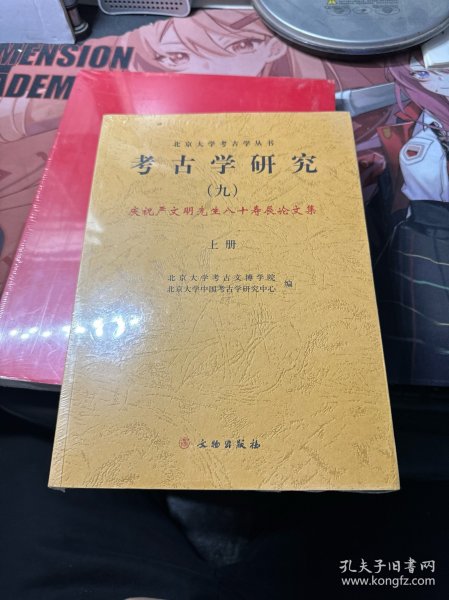 MENSION
ADEM
北京大学考古学丛书
考古学研究
（九）
庆祝严文明先生八十寿辰论文集
上册
北京大学考古文博学院
北京大学中国考古学研究中心
编
文物出版社
孔夫子旧书网
www.kongfz.com